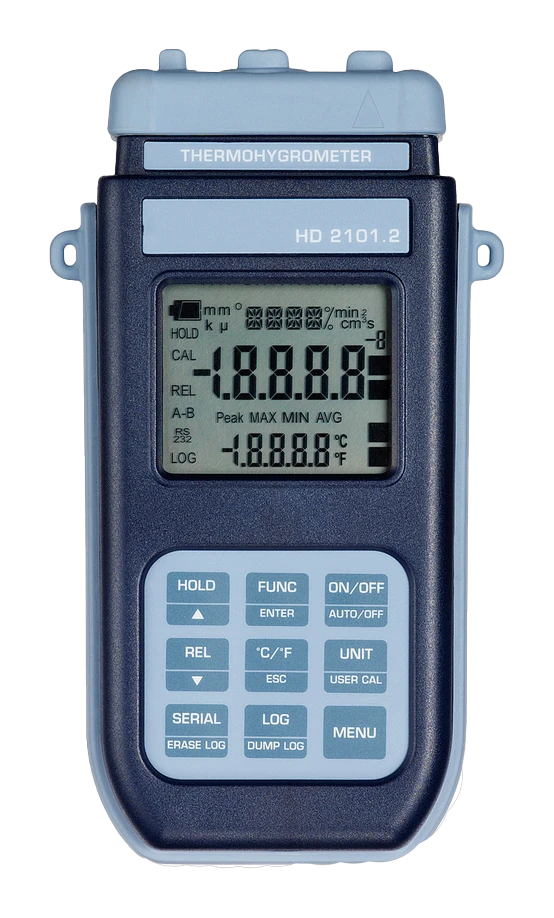 THERMOHYGROMETER
HD 2101.2
mm ° %/min
k µ cm³s
HOLD
-8
CAL
-1.8.8.8.8
REL
A-B
Peak MAX MIN AVG
RS
232
-1.8.8.8.8 °C
°F
LOG
HOLD FUNC ON/OFF
▲ ENTER AUTO/OFF
REL °C/°F UNIT
▼ ESC USER CAL
SERIAL LOG MENU
ERASE LOG DUMP LOG